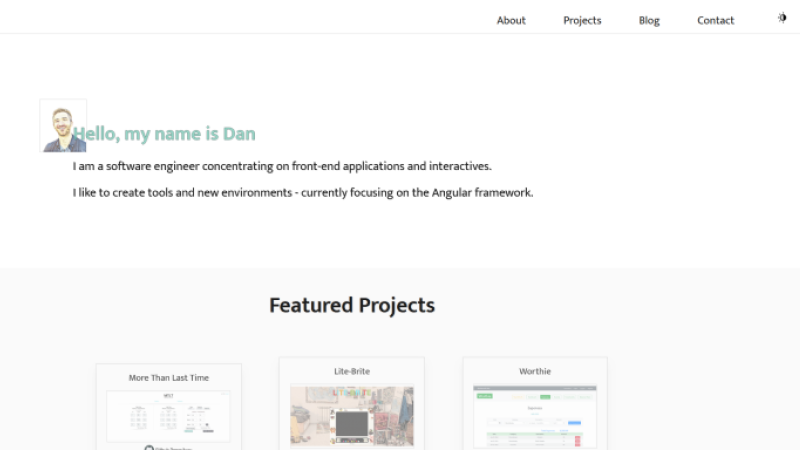 About Projects Blog Contact
Hello, my name is Dan
I am a software engineer concentrating on front-end applications and interactives.
I like to create tools and new environments - currently focusing on the Angular framework.
Featured Projects
More Than Last Time
Lite-Brite
Worthie